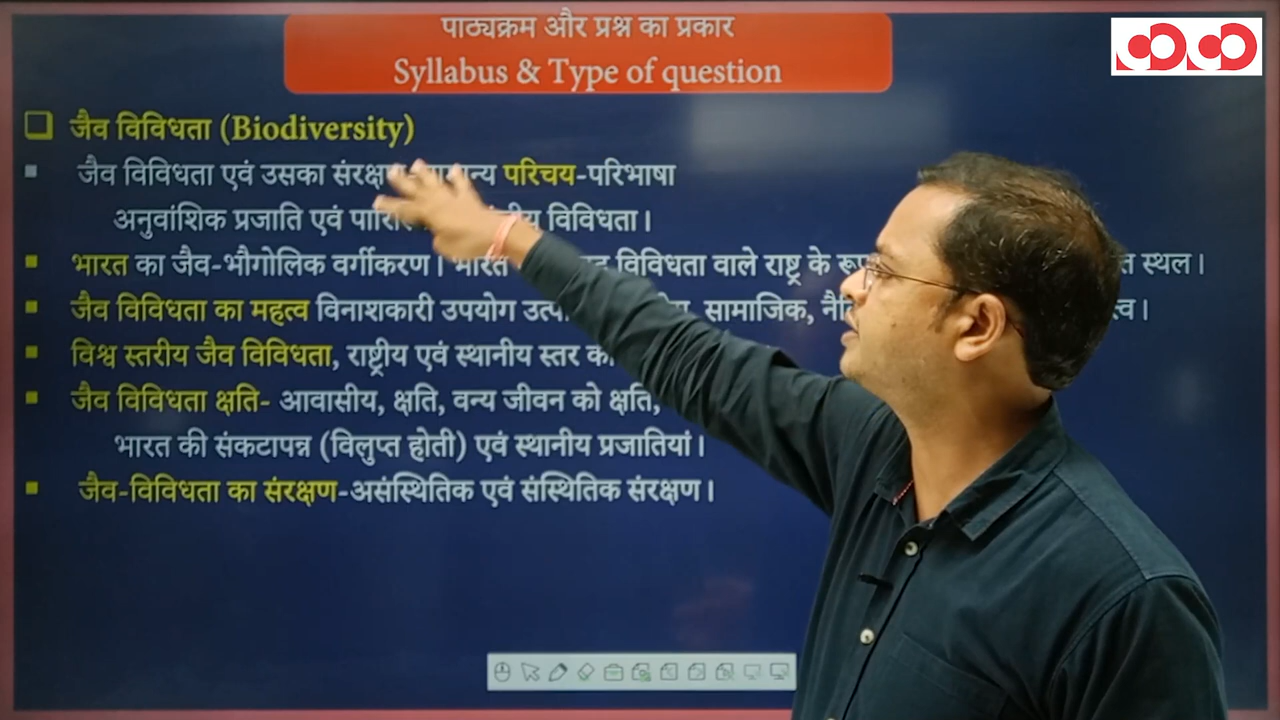 पाठ्यक्रम और प्रश्न का प्रकार
Syllabus & Type of question
जैव विविधता (Biodiversity)
जैव विविधता एवं उसका परिचय-परिभाषा
अनुवांशिक प्रजाति एवं विविधता।
भारत का जैव-भौगोलिक वर्गीकरण। भारत विविधता वाले राष्ट्र के स्थल।
जैव विविधता का महत्व विनाशकारी उपयोग सामाजिक,
विश्व स्तरीय जैव विविधता, राष्ट्रीय एवं स्थानीय स्तर
जैव विविधता क्षति- आवासीय, क्षति, वन्य जीवन को क्षति,
भारत की संकटापन्न (विलुप्त होती) एवं स्थानीय प्रजातियां।
जैव-विविधता का संरक्षण-असंस्थितिक एवं संस्थितिक संरक्षण।